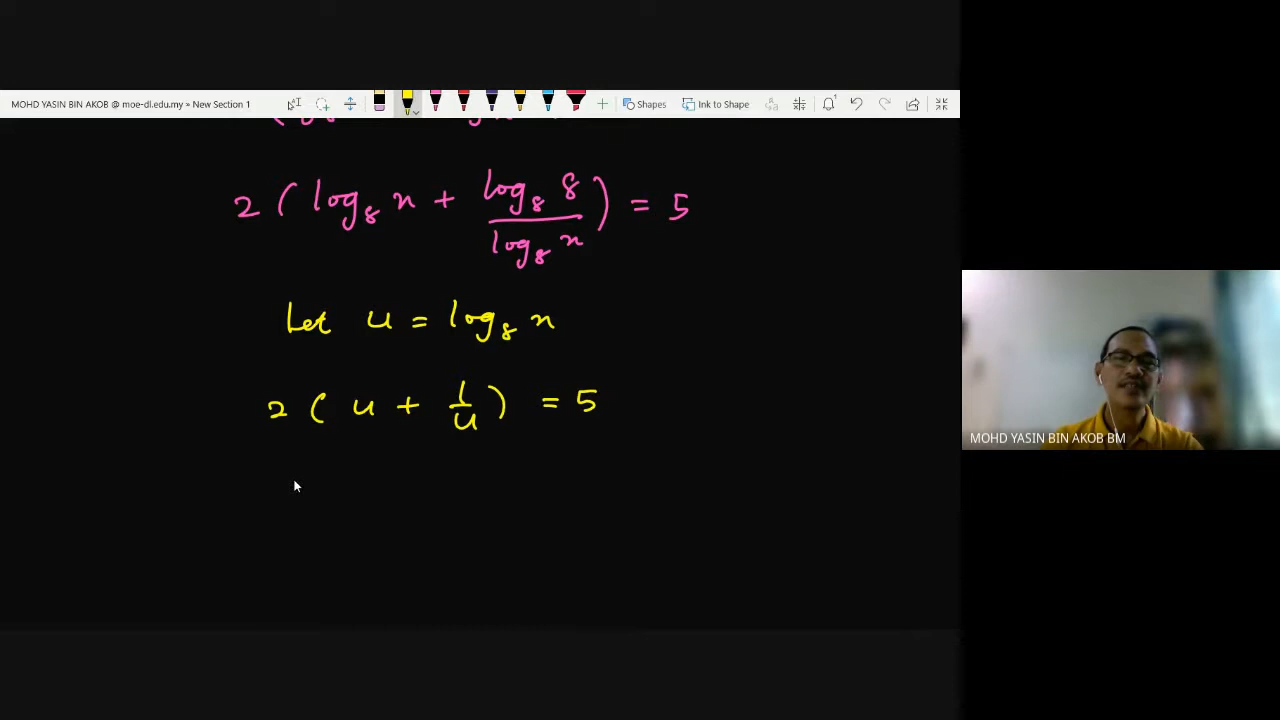 MOHD YASIN BIN AKOB @ moe-dl.edu.my » New Section 1
Shapes
Ink to Shape
2 ( log₈ x + log₈ 8 / log₈ x ) = 5
Let u = log₈ x
2 ( u + 1/u ) = 5
MOHD YASIN BIN AKOB BM